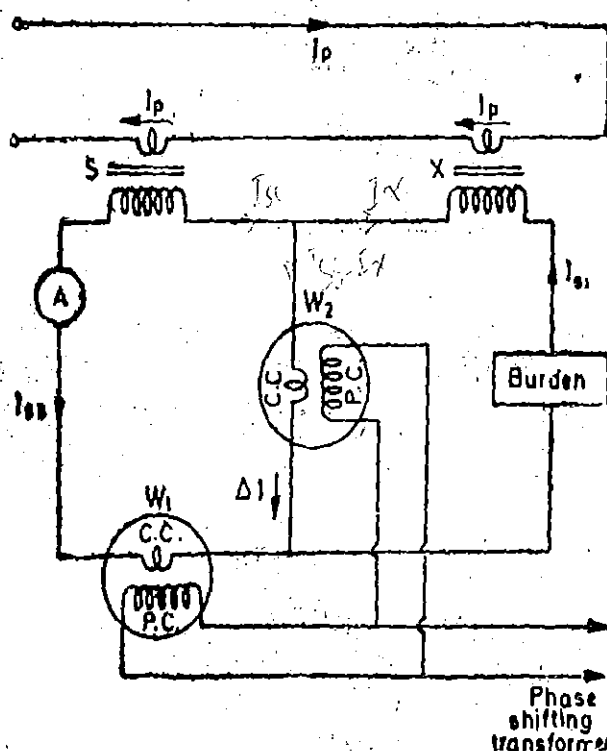 Ip
Ip
Ip
S
X
A
W2
C.C.
P.C.
Burden
ΔI
W1
C.C.
P.C.
Phase
shifting
transformer